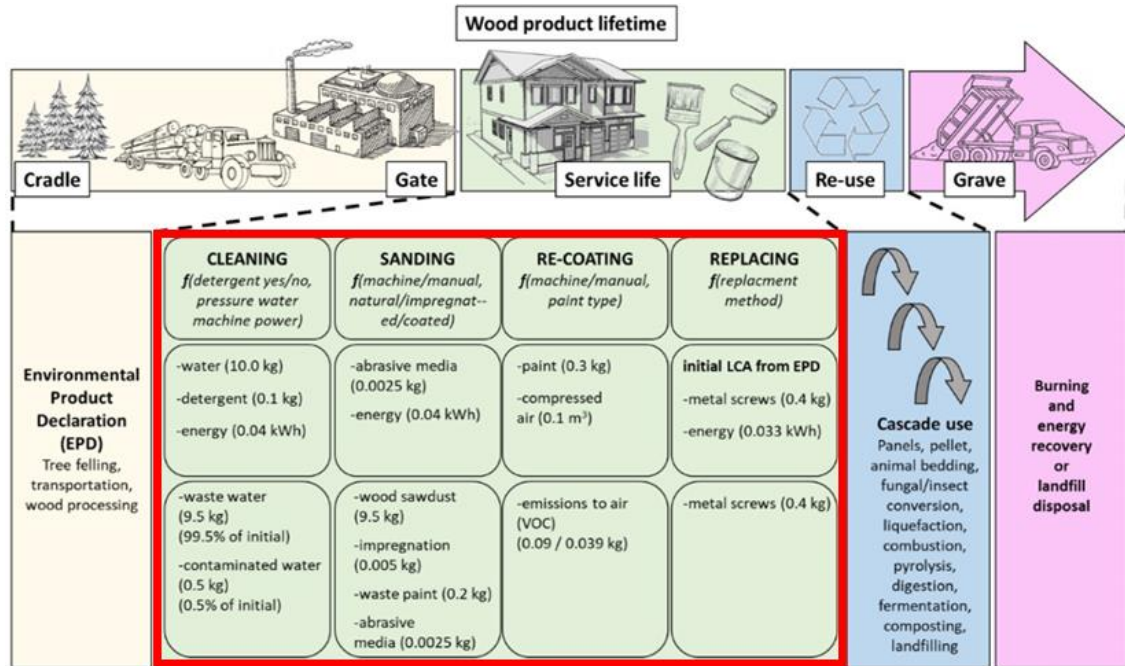 Wood product lifetime
Cradle
Gate
Service life
Re-use
Grave
Environmental
Product
Declaration
(EPD)
Tree felling,
transportation,
wood processing
CLEANING
f(detergent yes/no,
pressure water
machine power)
-water (10.0 kg)
-detergent (0.1 kg)
-energy (0.04 kWh)
-waste water
(9.5 kg)
(99.5% of initial)
-contaminated water
(0.5 kg)
(0.5% of initial)
SANDING
f(machine/manual,
natural/impregnat--
ed/coated)
-abrasive media
(0.0025 kg)
-energy (0.04 kWh)
-wood sawdust
(9.5 kg)
-impregnation
(0.005 kg)
-waste paint (0.2 kg)
-abrasive
media (0.0025 kg)
RE-COATING
f(machine/manual,
paint type)
-paint (0.3 kg)
-compressed
air (0.1 m³)
-emissions to air
(VOC)
(0.09 / 0.039 kg)
REPLACING
f(replacment
method)
initial LCA from EPD
-metal screws (0.4 kg)
-energy (0.033 kWh)
-metal screws (0.4 kg)
Cascade use
Panels, pellet,
animal bedding,
fungal/insect
conversion,
liquefaction,
combustion,
pyrolysis,
digestion,
fermentation,
composting,
landfilling
Burning and
energy
recovery
or
landfill
disposal